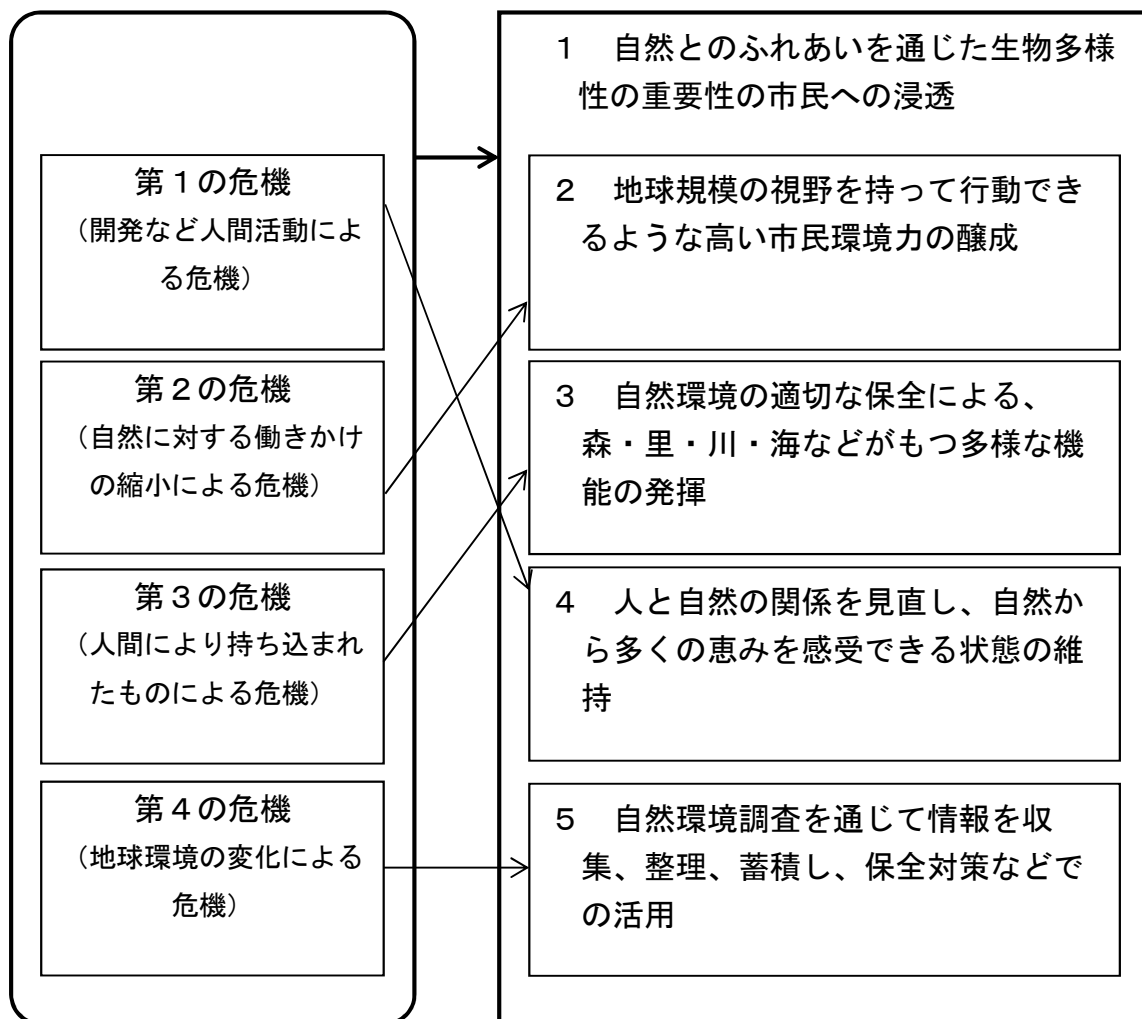 第１の危機
（開発など人間活動によ
る危機）
第２の危機
（自然に対する働きかけ
の縮小による危機）
第３の危機
（人間により持ち込まれ
たものによる危機）
第４の危機
（地球環境の変化による
危機）
１　自然とのふれあいを通じた生物多様
性の重要性の市民への浸透
２　地球規模の視野を持って行動でき
るような高い市民環境力の醸成
３　自然環境の適切な保全による、
森・里・川・海などがもつ多様な機
能の発揮
４　人と自然の関係を見直し、自然か
ら多くの恵みを感受できる状態の維
持
５　自然環境調査を通じて情報を収
集、整理、蓄積し、保全対策などで
の活用